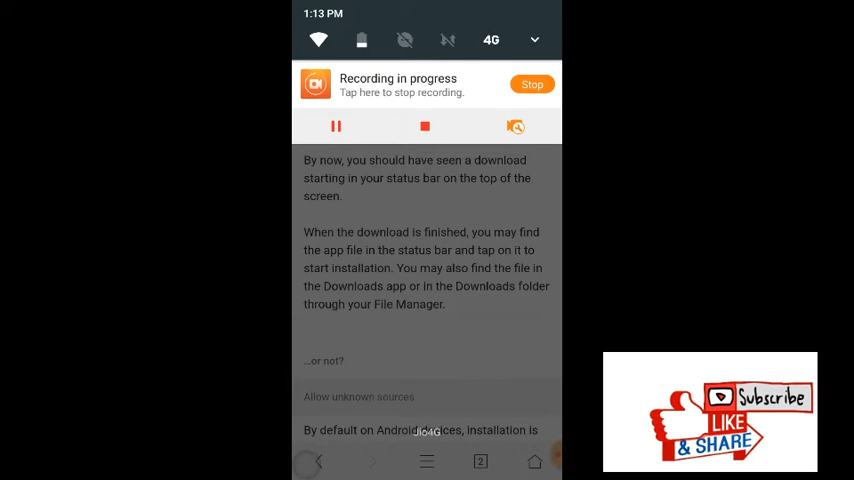 1:13 PM
4G
Recording in progress
Stop
Tap here to stop recording.
By now, you should have seen a download
starting in your status bar on the top of the
screen.
When the download is finished, you may find
the app file in the status bar and tap on it to
start installation. You may also find the file in
the Downloads app or in the Downloads folder
through your File Manager.
...or not?
Allow unknown sources
By default on Android devices, installation is
Jio4G
2
Subscribe
LIKE
& SHARE